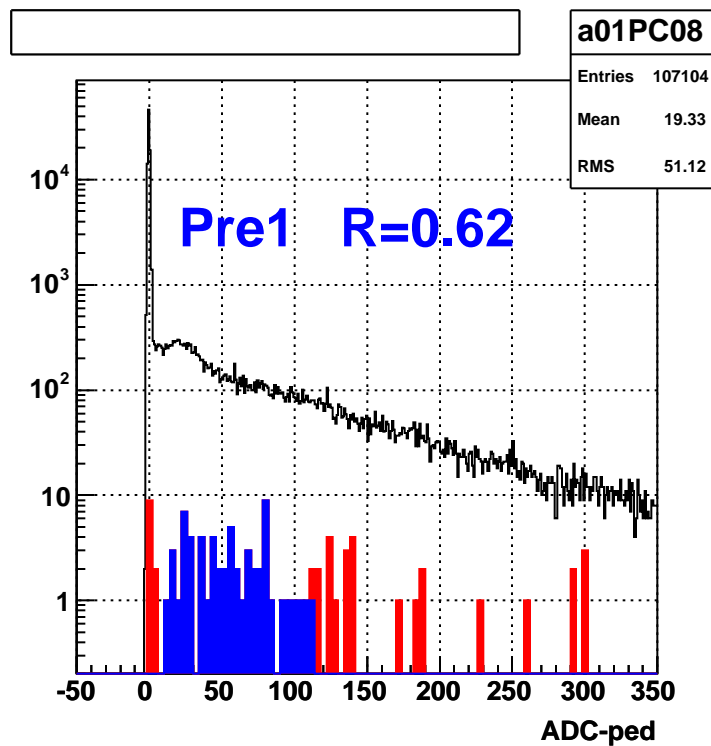 a01PC08
Entries 107104
Mean 19.33
RMS 51.12
Pre1 R=0.62
10^4
10^3
10^2
10
1
-50 0 50 100 150 200 250 300 350
ADC-ped